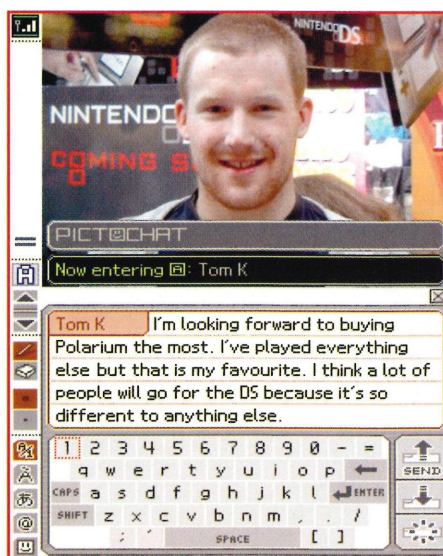 NINTENDO DS
NINTENDO
COMING S
PICTOCHAT
Now entering A: Tom K
Tom K I'm looking forward to buying
Polarium the most. I've played everything
else but that is my favourite. I think a lot of
people will go for the DS because it's so
different to anything else.
1 2 3 4 5 6 7 8 9 0 - =
q w e r t y u i o p
CAPS a s d f g h j k l ENTER
SHIFT z x c v b n m , . /
; ' SPACE [ ]
SEND
À
あ
@